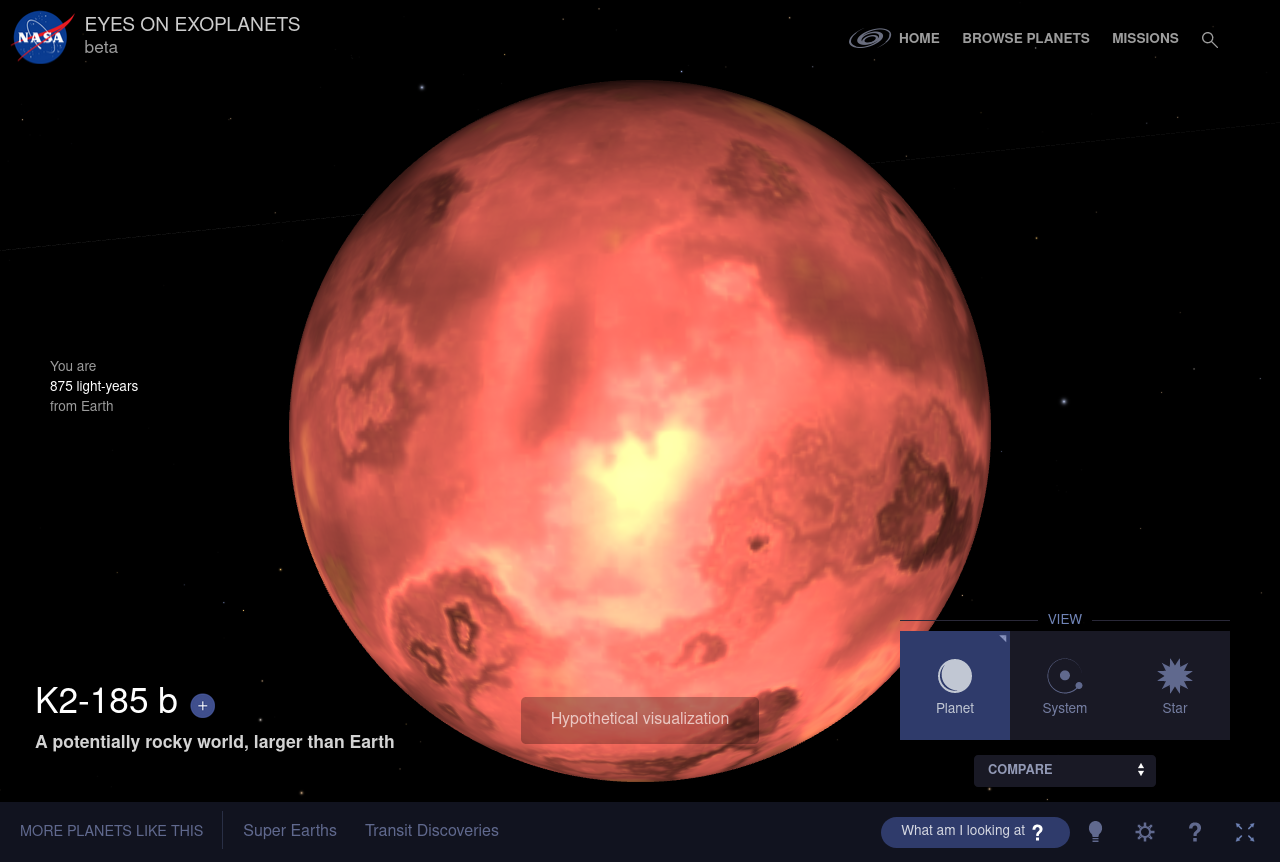 NASA
EYES ON EXOPLANETS
beta
HOME
BROWSE PLANETS
MISSIONS
You are
875 light-years
from Earth
VIEW
Planet
System
Star
K2-185 b +
A potentially rocky world, larger than Earth
Hypothetical visualization
COMPARE
MORE PLANETS LIKE THIS
Super Earths
Transit Discoveries
What am I looking at ?
?